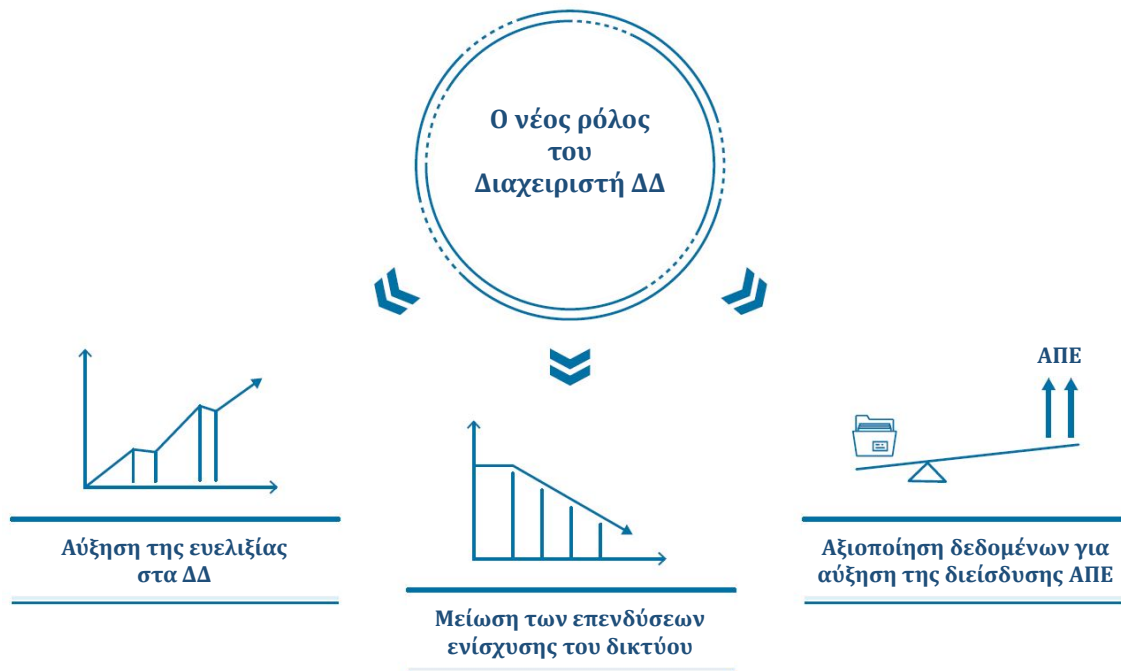 Ο νέος ρόλος
του
Διαχειριστή ΔΔ
ΑΠΕ
Αύξηση της ευελιξίας
στα ΔΔ
Μείωση των επενδύσεων
ενίσχυσης του δικτύου
Αξιοποίηση δεδομένων για
αύξηση της διείσδυσης ΑΠΕ